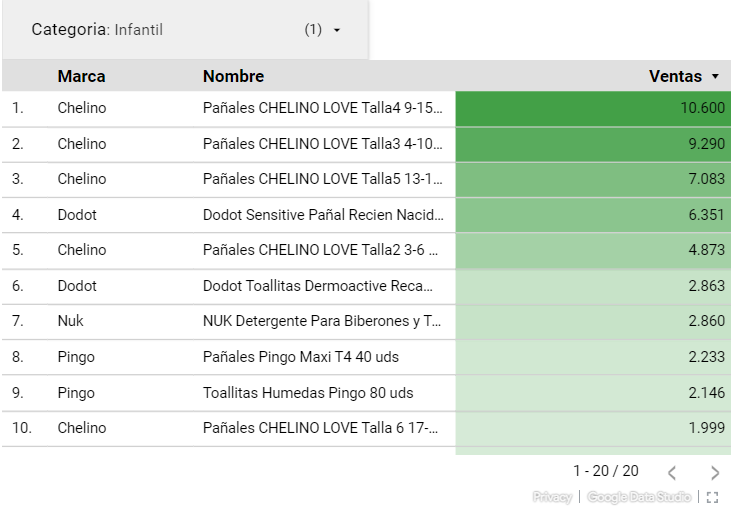 Categoria: Infantil (1)
Marca Nombre Ventas
1. Chelino Pañales CHELINO LOVE Talla4 9-15... 10.600
2. Chelino Pañales CHELINO LOVE Talla3 4-10... 9.290
3. Chelino Pañales CHELINO LOVE Talla5 13-1... 7.083
4. Dodot Dodot Sensitive Pañal Recien Nacid... 6.351
5. Chelino Pañales CHELINO LOVE Talla2 3-6 ... 4.873
6. Dodot Dodot Toallitas Dermoactive Reca... 2.863
7. Nuk NUK Detergente Para Biberones y T... 2.860
8. Pingo Pañales Pingo Maxi T4 40 uds 2.233
9. Pingo Toallitas Humedas Pingo 80 uds 2.146
10. Chelino Pañales CHELINO LOVE Talla 6 17-... 1.999
1 - 20 / 20
Privacy | Google Data Studio |